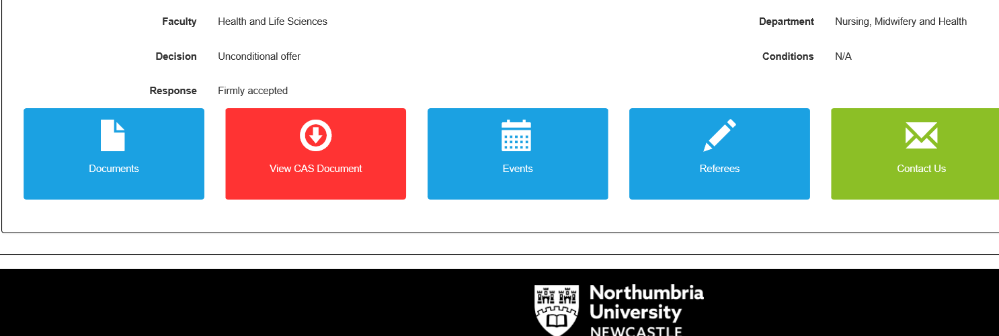 Faculty Health and Life Sciences Department Nursing, Midwifery and Health
Decision Unconditional offer Conditions N/A
Response Firmly accepted
Documents View CAS Document Events Referees Contact Us
Northumbria
University
NEWCASTLE